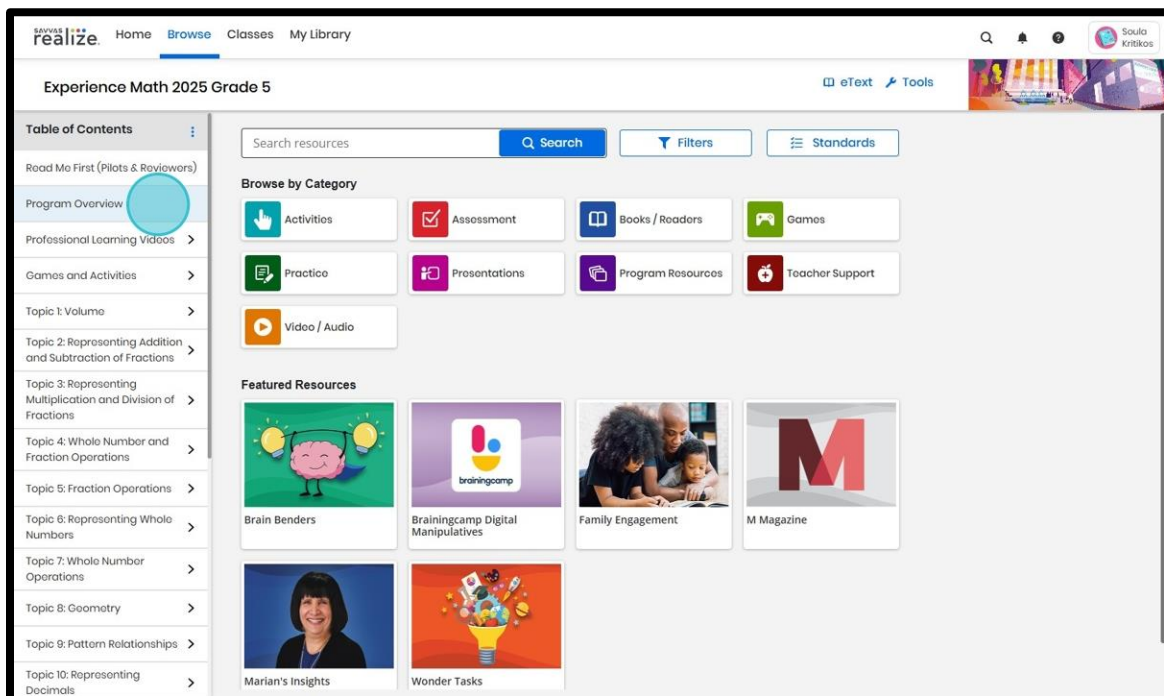 SAVVAS
realize.
Home Browse Classes My Library
Soula
Kritikos
Experience Math 2025 Grade 5
eText Tools
Table of Contents
Read Me First (Pilots & Reviewers)
Program Overview
Professional Learning Videos
Games and Activities
Topic 1: Volume
Topic 2: Representing Addition
and Subtraction of Fractions
Topic 3: Representing
Multiplication and Division of
Fractions
Topic 4: Whole Number and
Fraction Operations
Topic 5: Fraction Operations
Topic 6: Representing Whole
Numbers
Topic 7: Whole Number
Operations
Topic 8: Geometry
Topic 9: Pattern Relationships
Topic 10: Representing
Decimals
Search resources
Search
Filters
Standards
Browse by Category
Activities
Assessment
Books / Readers
Games
Practice
Presentations
Program Resources
Teacher Support
Video / Audio
Featured Resources
Brain Benders
brainingcamp
Brainingcamp Digital
Manipulatives
Family Engagement
M
M Magazine
Marian's Insights
Wonder Tasks